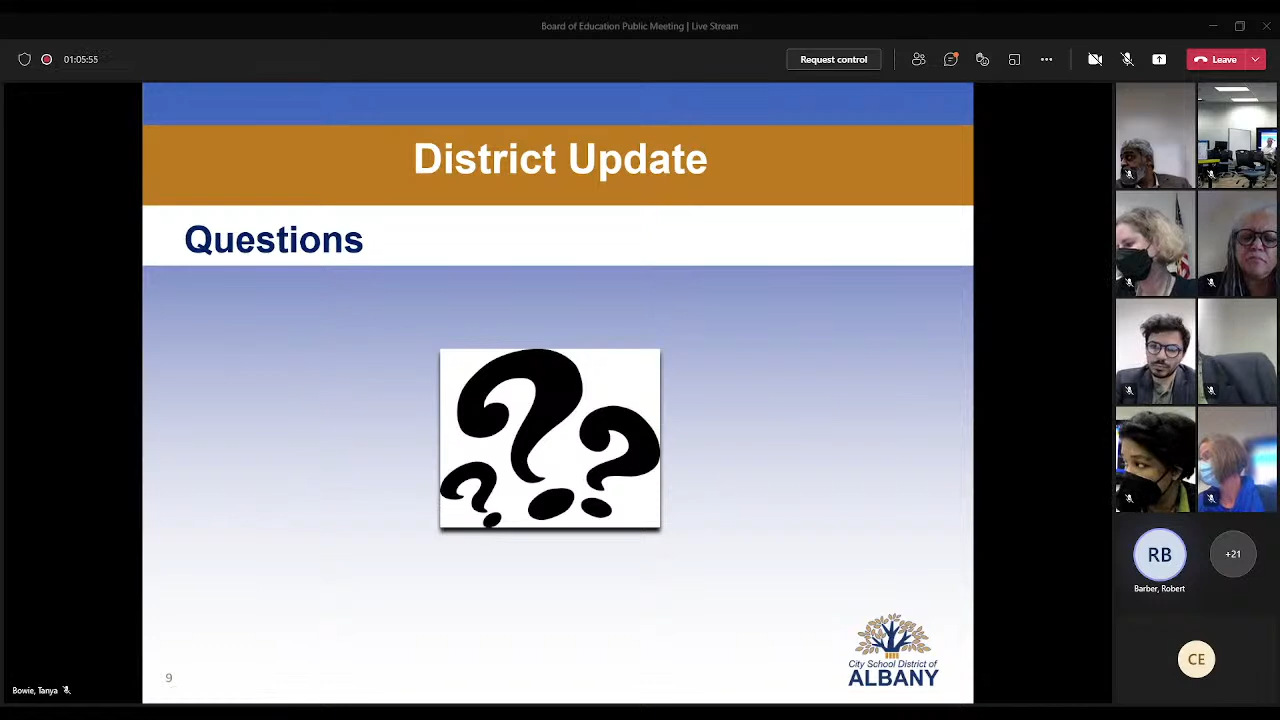 Board of Education Public Meeting | Live Stream
01:05:55
Request control
Leave
District Update
Questions
???
RB
+21
Barber, Robert
CE
City School District of
ALBANY
9
Bowie, Tanya